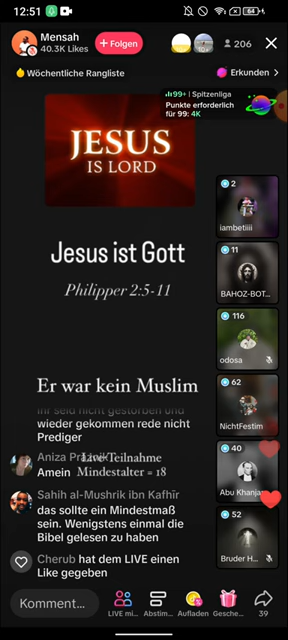 12:51
64
Mensah
40.3K Likes
+ Folgen
206
Wöchentliche Rangliste
Erkunden >
99+ | Spitzenliga
Punkte erforderlich
für 99: 4K
JESUS
IS LORD
2
iambetiiii
Jesus ist Gott
Philipper 2:5-11
11
BAHOZ-BOT...
116
odosa
Er war kein Muslim
62
NichtFestim
Ihr seid nicht gestorben und
wieder gekommen rede nicht
Prediger
Aniza
Live Teilnahme
Amein
Mindestalter = 18
40
Abu Khanjar
Sahih al-Mushrik ibn Kafhīr
das sollte ein Mindestmaß
sein. Wenigstens einmal die
Bibel gelesen zu haben
52
Bruder H...
Cherub hat dem LIVE einen
Like gegeben
Komment...
LIVE mi...
Abstim...
Aufladen
Gesche...
39